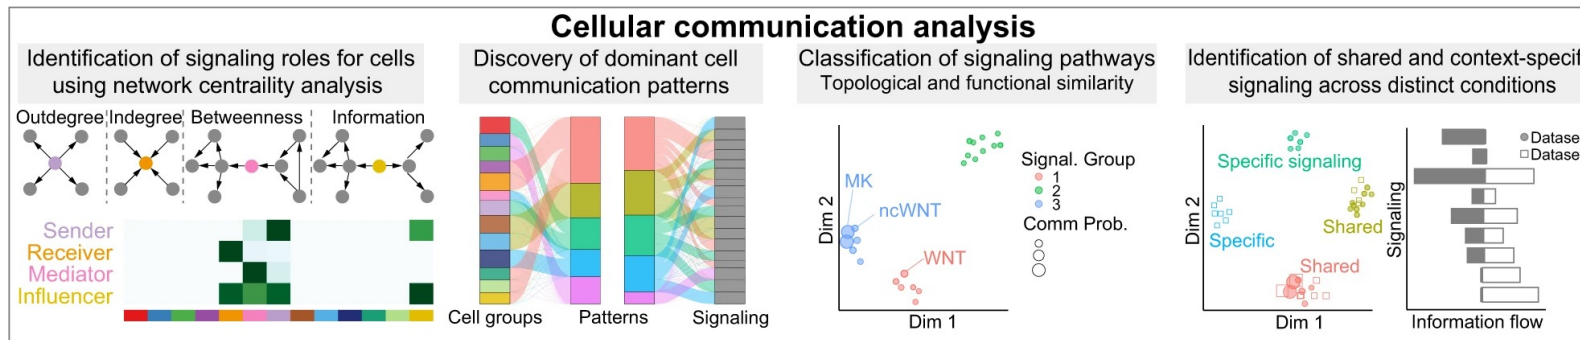 Cellular communication analysis
Identification of signaling roles for cells
using network centraility analysis
Outdegree Indegree Betweenness Information
Sender
Receiver
Mediator
Influencer
Discovery of dominant cell
communication patterns
Cell groups Patterns Signaling
Classification of signaling pathways
Topological and functional similarity
Dim 2
MK
ncWNT
WNT
Dim 1
Signal. Group
1
2
3
Comm Prob.
Identification of shared and context-specif
signaling across distinct conditions
Dim 2
Specific signaling
Specific
Shared
Shared
Dim 1
Signaling
Dataset
Dataset
Information flow